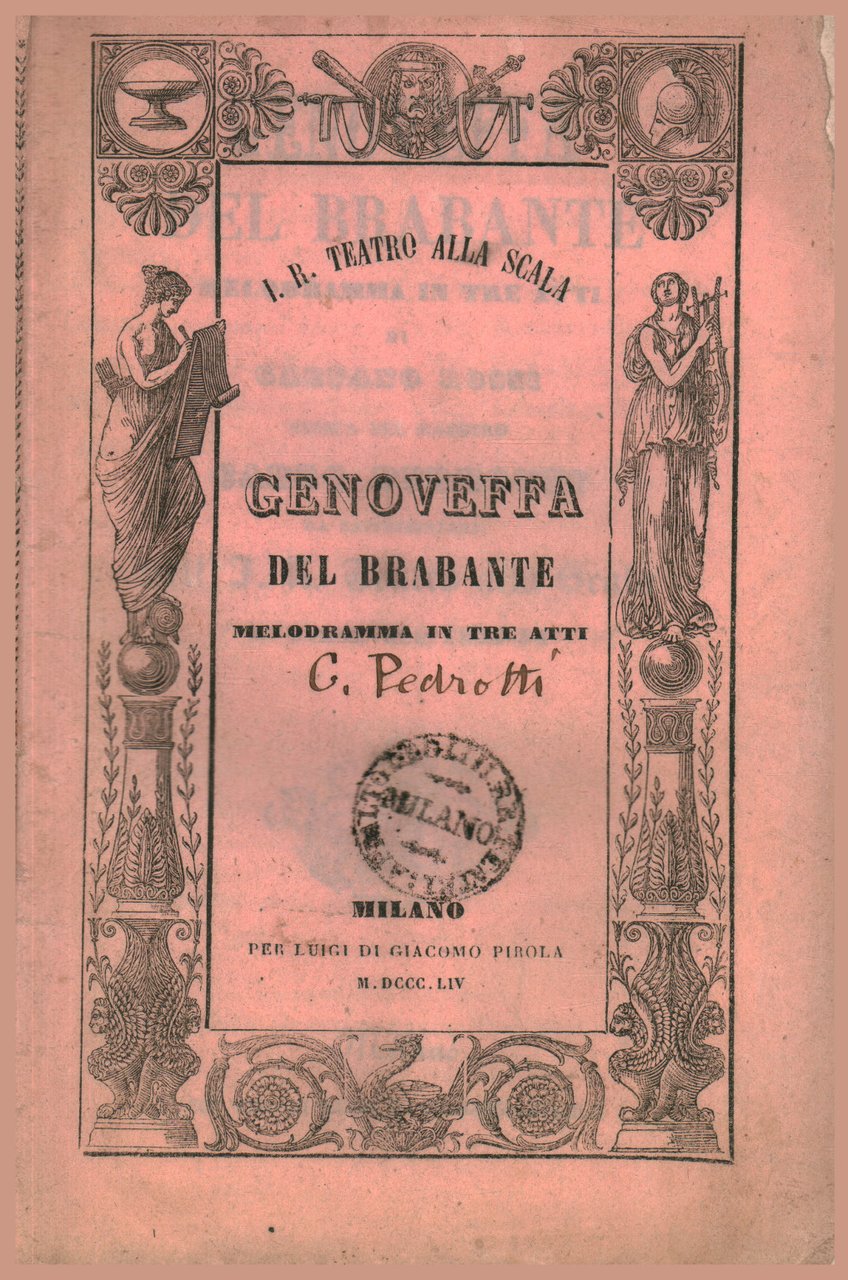 I. R. TEATRO ALLA SCALA
GENOVEFFA
DEL BRABANTE
MELODRAMMA IN TRE ATTI
C. Pedrotti
MILANO
MILANO
PER LUIGI DI GIACOMO PIROLA
M.DCCC.LIV